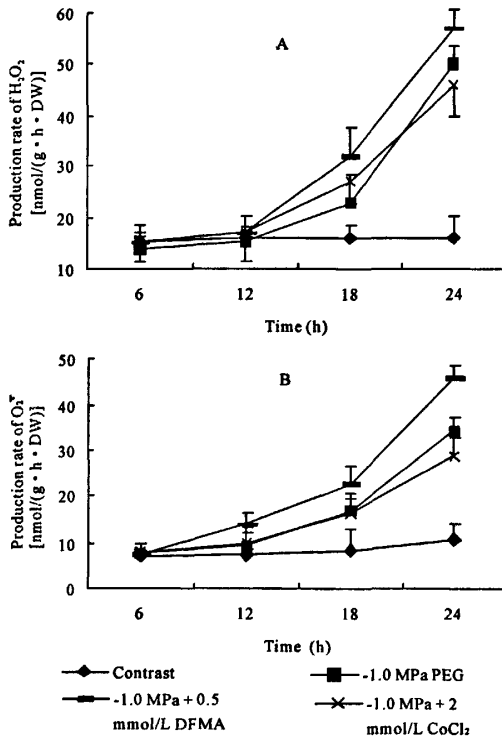 A
Production rate of H₂O₂
[nmol/(g • h • DW)]
60
50
40
30
20
10
6 12 18 24
Time (h)
B
Production rate of O₂⁻
[nmol/(g • h • DW)]
50
40
30
20
10
0
6 12 18 24
Time (h)
Contrast
-1.0 MPa PEG
-1.0 MPa + 0.5
mmol/L DFMA
-1.0 MPa + 2
mmol/L CoCl₂